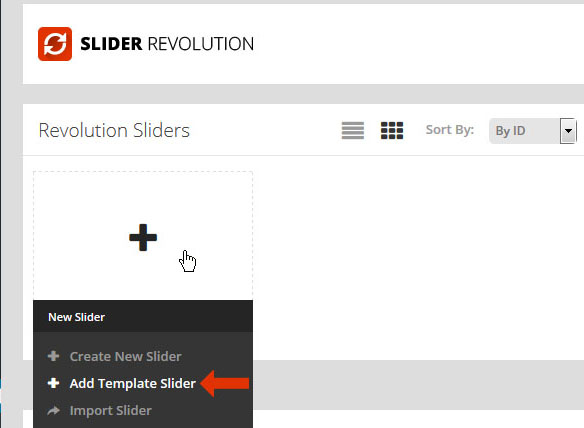 SLIDER REVOLUTION
Revolution Sliders
Sort By:
By ID
New Slider
Create New Slider
Add Template Slider
Import Slider